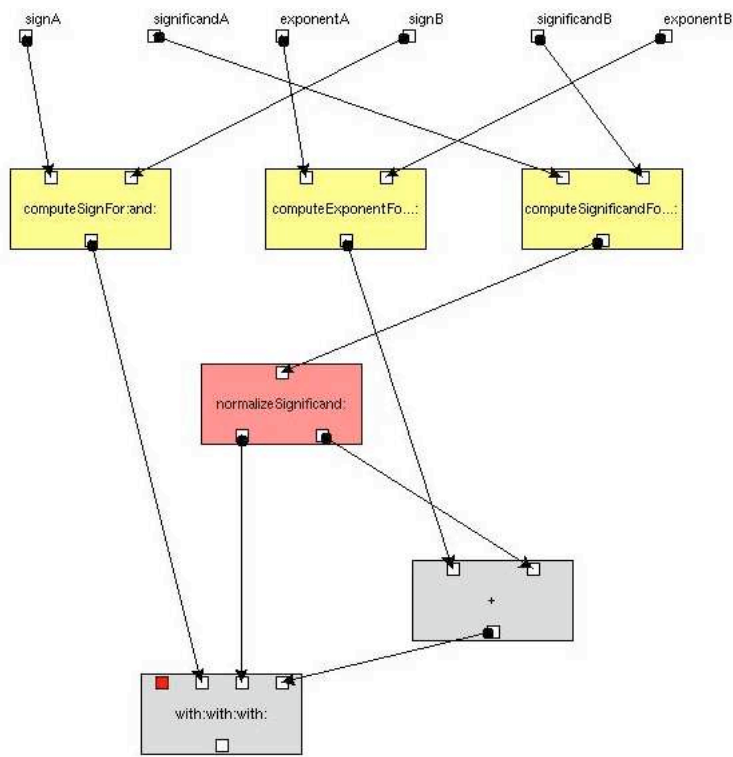 signA significandA exponentA signB significandB exponentB
computeSignFor:and: computeExponentFo...: computeSignificandFo...:
normalizeSignificand:
+
with:with:with: